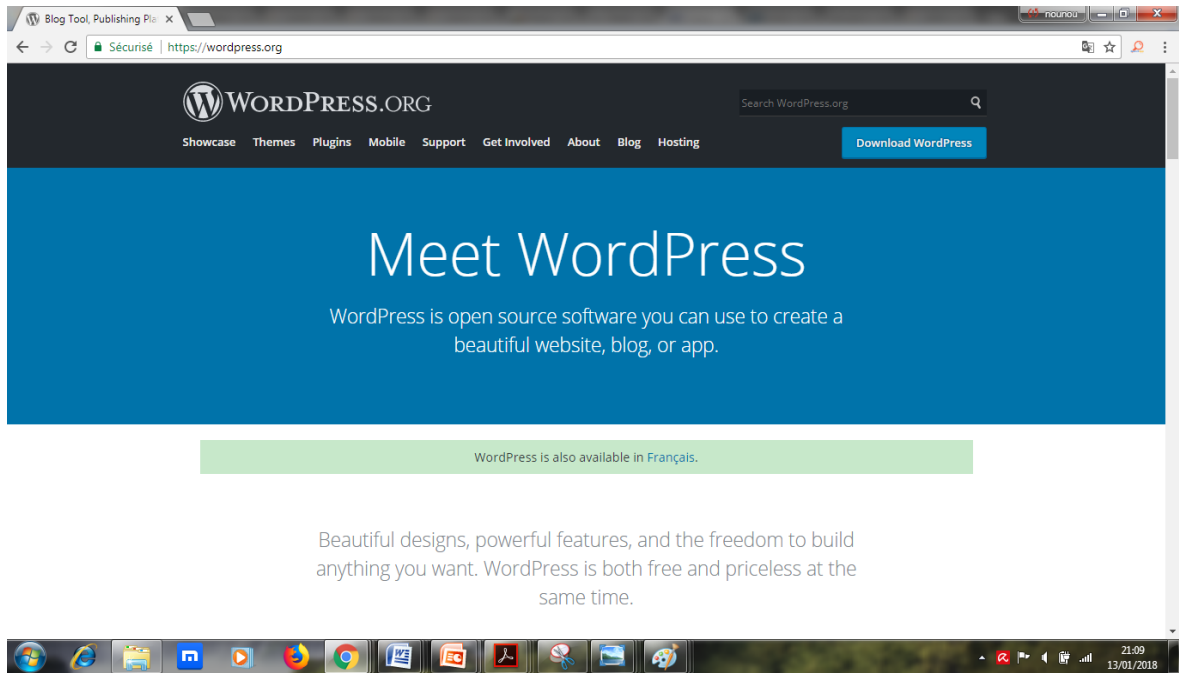 Blog Tool, Publishing Pla
nounou
Sécurisé
https://wordpress.org
WORDPRESS.ORG
Search WordPress.org
Showcase Themes Plugins Mobile Support Get Involved About Blog Hosting
Download WordPress
Meet WordPress
WordPress is open source software you can use to create a
beautiful website, blog, or app.
WordPress is also available in Français.
Beautiful designs, powerful features, and the freedom to build
anything you want. WordPress is both free and priceless at the
same time.
21:09
13/01/2018